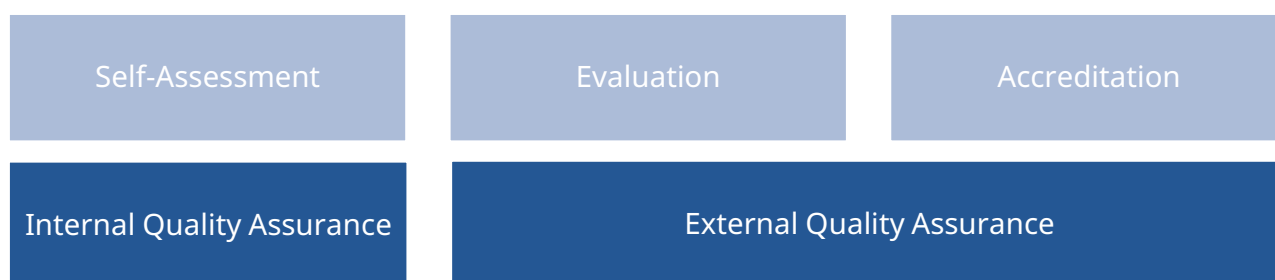 Self-Assessment
Evaluation
Accreditation
Internal Quality Assurance
External Quality Assurance